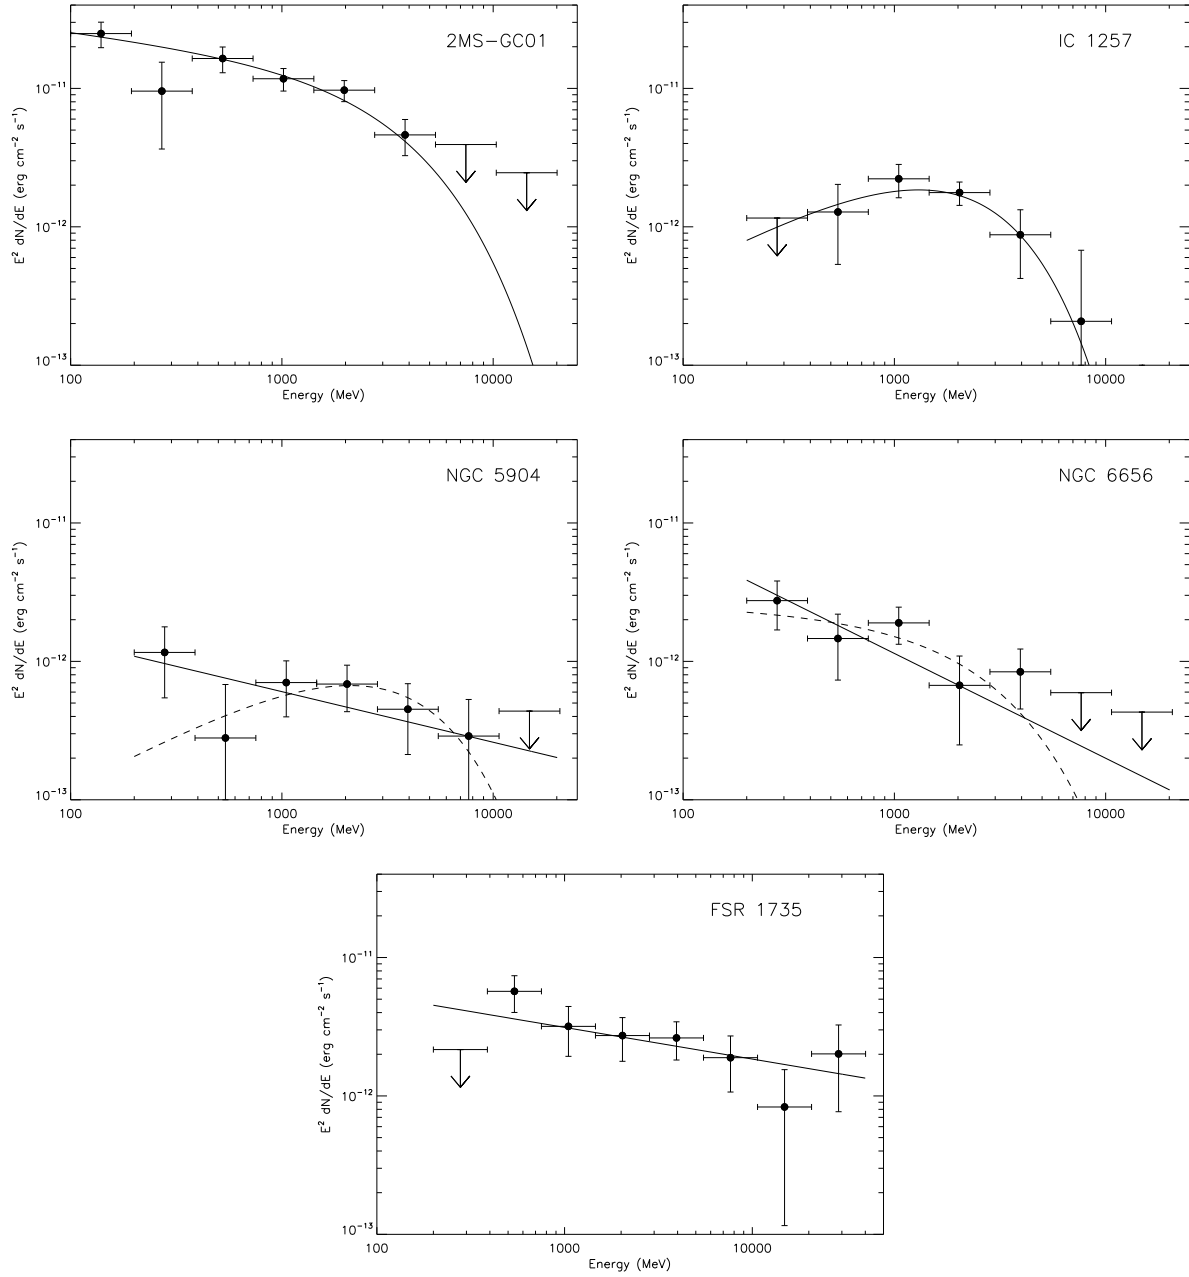 2MS-GC01
10⁻¹¹
10⁻¹²
10⁻¹³
E² dN/dE (erg cm⁻² s⁻¹)
100 1000 10000
Energy (MeV)
IC 1257
10⁻¹¹
10⁻¹²
10⁻¹³
E² dN/dE (erg cm⁻² s⁻¹)
100 1000 10000
Energy (MeV)
NGC 5904
10⁻¹¹
10⁻¹²
10⁻¹³
E² dN/dE (erg cm⁻² s⁻¹)
100 1000 10000
Energy (MeV)
NGC 6656
10⁻¹¹
10⁻¹²
10⁻¹³
E² dN/dE (erg cm⁻² s⁻¹)
100 1000 10000
Energy (MeV)
FSR 1735
10⁻¹¹
10⁻¹²
10⁻¹³
E² dN/dE (erg cm⁻² s⁻¹)
100 1000 10000
Energy (MeV)